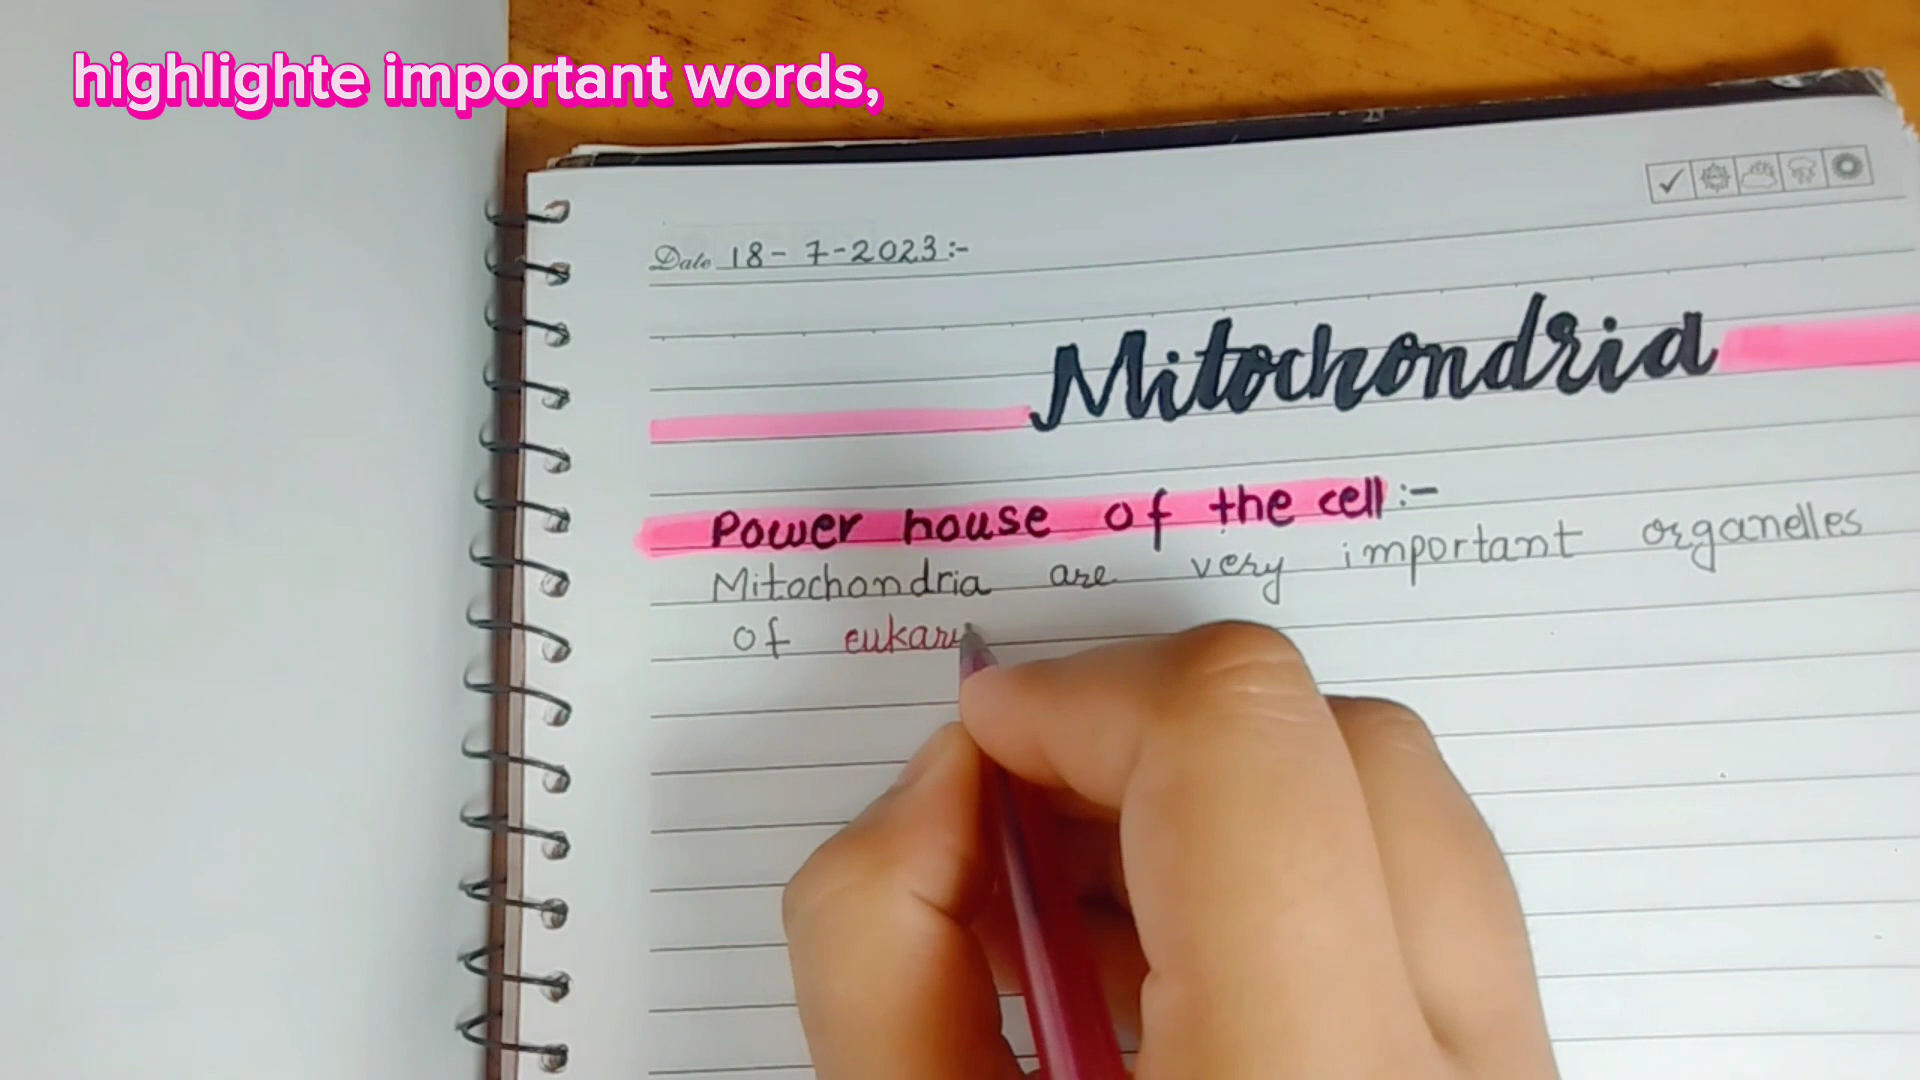 highlighte important words,
Date 18-7-2023:-
Mitochondria
Power house of the cell:-
Mitochondria are very important organelles
of eukary